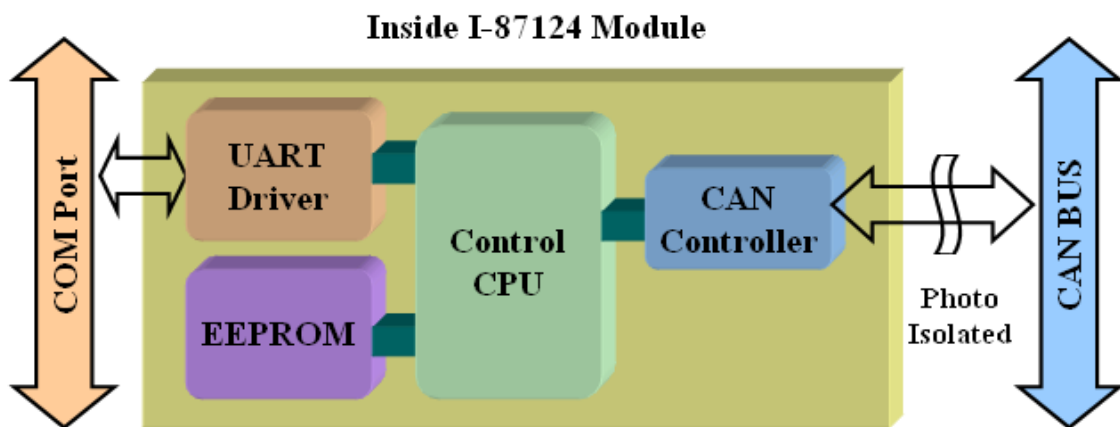 Inside I-87124 Module
COM Port
UART
Driver
EEPROM
Control
CPU
CAN
Controller
Photo
Isolated
CAN BUS